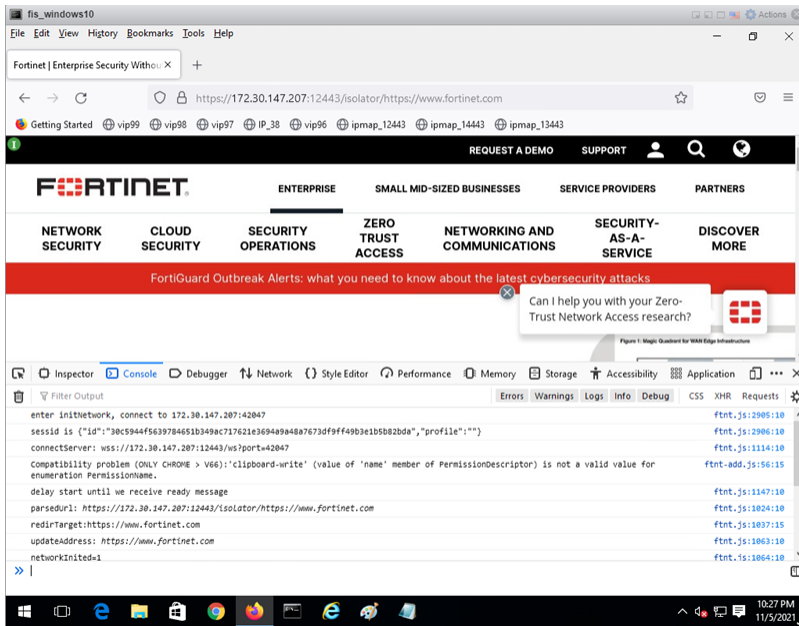 fis_windows10
Actions
File Edit View History Bookmarks Tools Help
Fortinet | Enterprise Security Withou
https://172.30.147.207:12443/isolator/https://www.fortinet.com
Getting Started vip99 vip98 vip97 IP_38 vip96 ipmap_12443 ipmap_14443 ipmap_13443
I
REQUEST A DEMO SUPPORT
FORTINET
ENTERPRISE SMALL MID-SIZED BUSINESSES SERVICE PROVIDERS PARTNERS
NETWORK SECURITY
CLOUD SECURITY
SECURITY OPERATIONS
ZERO TRUST ACCESS
NETWORKING AND COMMUNICATIONS
SECURITY-AS-A-SERVICE
DISCOVER MORE
FortiGuard Outbreak Alerts: what you need to know about the latest cybersecurity attacks
Can I help you with your Zero-
Trust Network Access research?
Figure 1: Magic Quadrant for WAN Edge Infrastructure
Inspector Console Debugger Network Style Editor Performance Memory Storage Accessibility Application
Filter Output Errors Warnings Logs Info Debug CSS XHR Requests
enter initNetwork, connect to 172.30.147.207:42047 ftnt.js:2905:10
sessid is {"id":"30c5944f5639784651b349ac717621e3694a9a48a7673df9ff49b3e1b5b82bda","profile":""} ftnt.js:2906:10
connectServer: wss://172.30.147.207:12443/ws?port=42047 ftnt.js:1114:10
Compatibility problem (ONLY CHROME > V66):'clipboard-write' (value of 'name' member of PermissionDescriptor) is not a valid value for ftnt-add.js:56:15
enumeration PermissionName.
delay start until we receive ready message ftnt.js:1147:10
parsedUrl: https://172.30.147.207:12443/isolator/https://www.fortinet.com ftnt.js:1024:10
redirTarget:https://www.fortinet.com ftnt.js:1037:15
updateAddress: https://www.fortinet.com ftnt.js:1063:10
networkInited=1 ftnt.js:1064:10
10:27 PM
11/5/2021